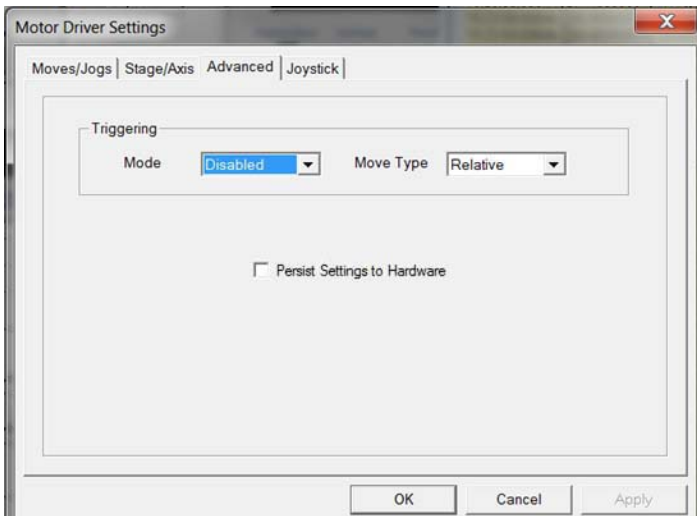 Motor Driver Settings
Moves/Jogs Stage/Axis Advanced Joystick
Triggering
Mode Disabled Move Type Relative
Persist Settings to Hardware
OK Cancel Apply